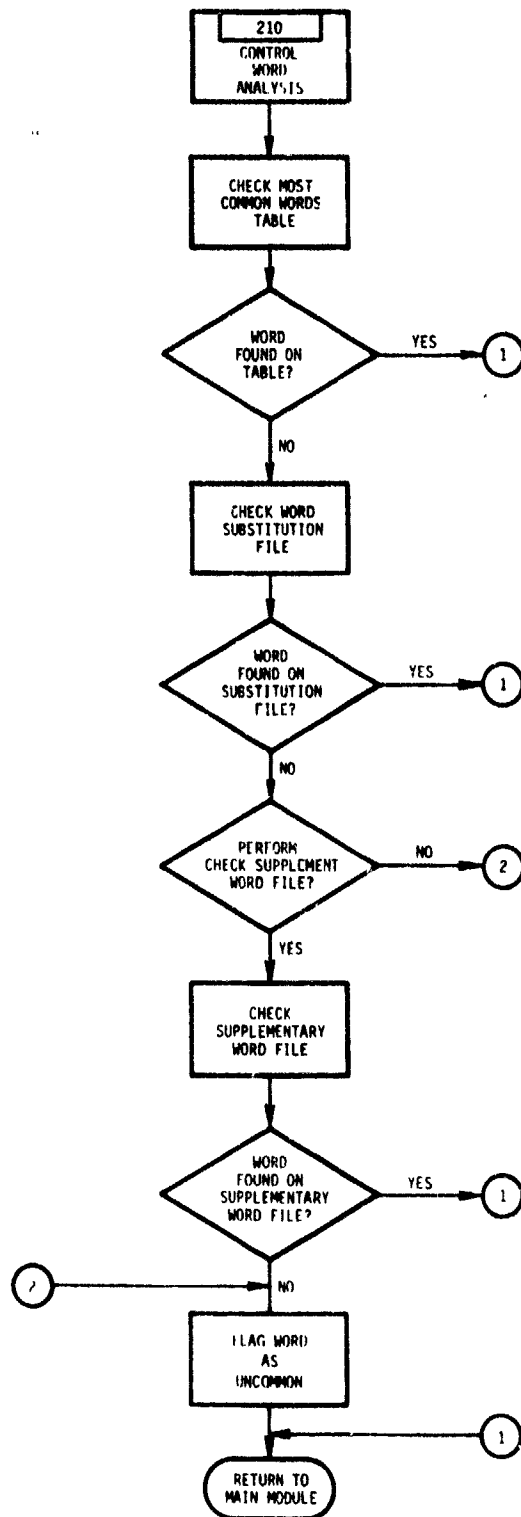 210
CONTROL
WORD
ANALYSIS
CHECK MOST
COMMON WORDS
TABLE
WORD
FOUND ON
TABLE?
YES
1
NO
CHECK WORD
SUBSTITUTION
FILE
WORD
FOUND ON
SUBSTITUTION
FILE?
YES
1
NO
PERFORM
CHECK SUPPLEMENT
WORD FILE?
NO
2
YES
CHECK
SUPPLEMENTARY
WORD FILE
WORD
FOUND ON
SUPPLEMENTARY
WORD FILE?
YES
1
2
NO
FLAG WORD
AS
UNCOMMON
1
RETURN TO
MAIN MODULE